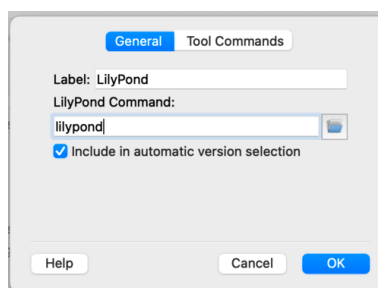 General Tool Commands
Label: LilyPond
LilyPond Command:
lilypond
Include in automatic version selection
Help Cancel OK